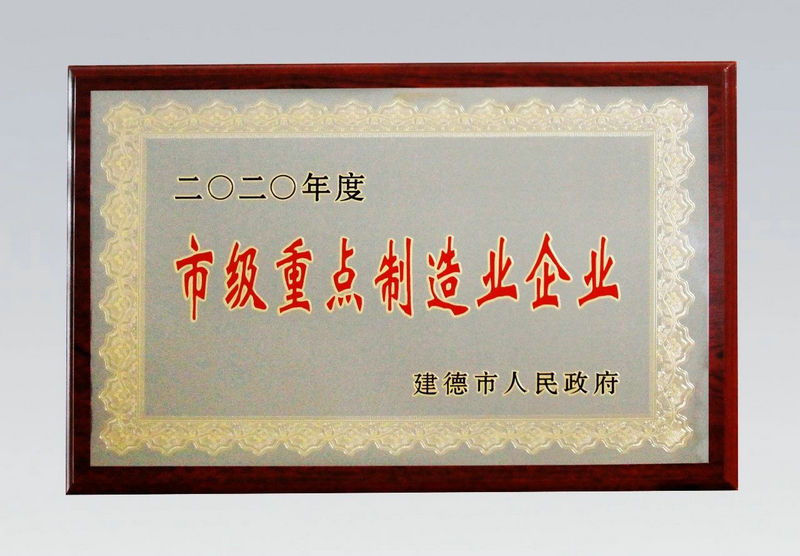 二〇二〇年度
市级重点制造业企业
建德市人民政府